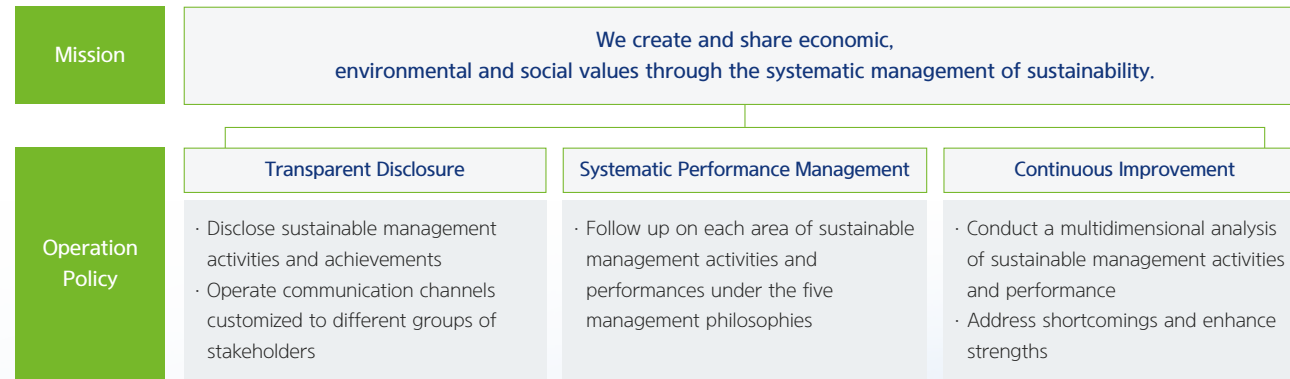 Mission
We create and share economic,
environmental and social values through the systematic management of sustainability.
Operation
Policy
Transparent Disclosure
· Disclose sustainable management
activities and achievements
· Operate communication channels
customized to different groups of
stakeholders
Systematic Performance Management
· Follow up on each area of sustainable
management activities and
performances under the five
management philosophies
Continuous Improvement
· Conduct a multidimensional analysis
of sustainable management activities
and performance
· Address shortcomings and enhance
strengths